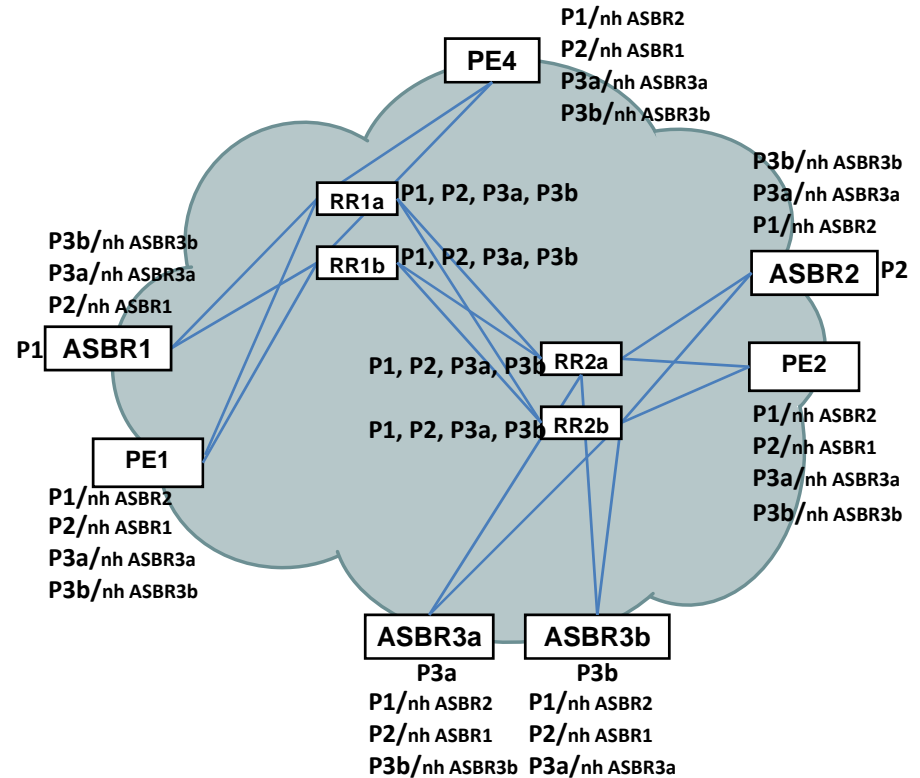 P1/nh ASBR2
P2/nh ASBR1
P3a/nh ASBR3a
P3b/nh ASBR3b
PE4
P3b/nh ASBR3b
P3a/nh ASBR3a
P1/nh ASBR2
ASBR2 P2
RR1a P1, P2, P3a, P3b
RR1b P1, P2, P3a, P3b
P3b/nh ASBR3b
P3a/nh ASBR3a
P2/nh ASBR1
P1 ASBR1
P1, P2, P3a, P3b RR2a
P1, P2, P3a, P3b RR2b
PE2
P1/nh ASBR2
P2/nh ASBR1
P3a/nh ASBR3a
P3b/nh ASBR3b
PE1
P1/nh ASBR2
P2/nh ASBR1
P3a/nh ASBR3a
P3b/nh ASBR3b
ASBR3a
P3a
P1/nh ASBR2
P2/nh ASBR1
P3b/nh ASBR3b
ASBR3b
P3b
P1/nh ASBR2
P2/nh ASBR1
P3a/nh ASBR3a